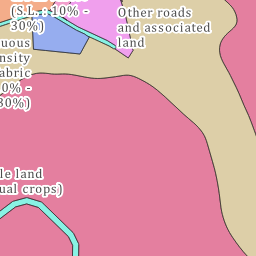 (S.L. : 10% -
30%)
Other roads
and associated
land
uous
nsity
abric
0% -
30%)
le land
ual crops)